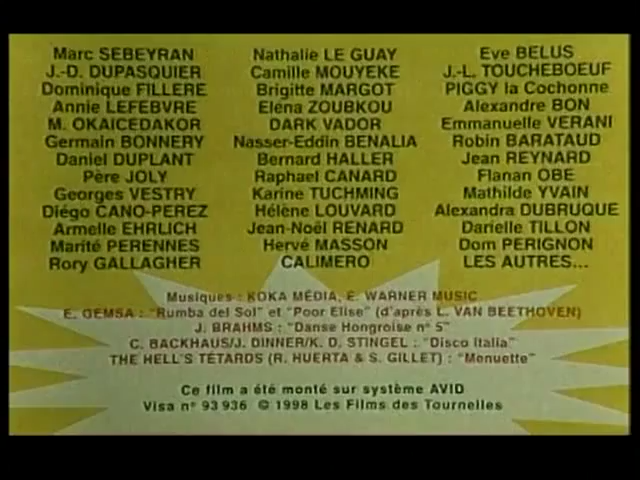 Marc SEBEYRAN
J.-D. DUPASQUIER
Dominique FILLERE
Annie LEFEBVRE
M. OKAICEDAKOR
Germain BONNERY
Daniel DUPLANT
Père JOLY
Georges VESTRY
Diégo CANO-PEREZ
Armelle EHRLICH
Marité PERENNES
Rory GALLAGHER
Nathalie LE GUAY
Camille MOUYEKE
Brigitte MARGOT
Eléna ZOUBKOU
DARK VADOR
Nasser-Eddin BENALIA
Bernard HALLER
Raphael CANARD
Karine TUCHMING
Hélène LOUVARD
Jean-Noël RENARD
Hervé MASSON
CALIMERO
Eve BELUS
J.-L. TOUCHEBOEUF
PIGGY la Cochonne
Alexandre BON
Emmanuelle VERANI
Robin BARATAUD
Jean REYNARD
Flanan OBE
Mathilde YVAIN
Alexandra DUBRUQUE
Darielle TILLON
Dom PERIGNON
LES AUTRES...
Musiques : KOKA MÉDIA, E. WARNER MUSIC
E. OEMSA : "Rumba del Sol" et "Poor Elise" (d'après L. VAN BEETHOVEN)
J. BRAHMS : "Danse Hongroise n° 5"
C. BACKHAUS/J. DINNER/K. D. STINGEL : "Disco Italia"
THE HELL'S TÉTARDS (R. HUERTA & S. GILLET) : "Menuette"
Ce film a été monté sur système AVID
Visa n° 93 936 © 1998 Les Films des Tournelles